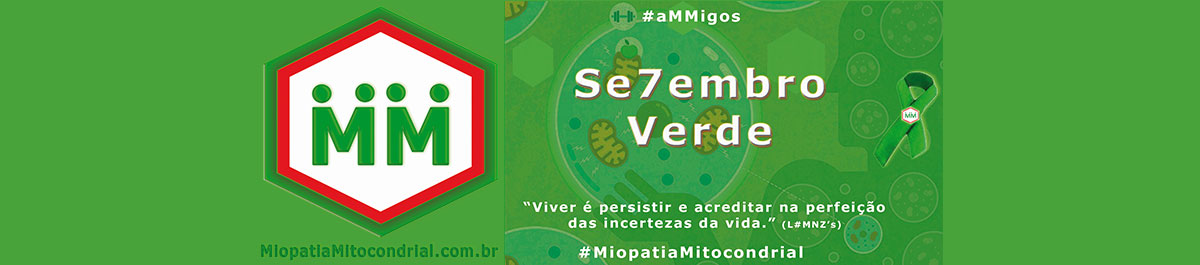 MM
MiopatiaMitocondrial.com.br
#aMMigos
Se7embro
Verde
MM
“Viver é persistir e acreditar na perfeição
das incertezas da vida.” (L#MNZ’s)
#MiopatiaMitocondrial